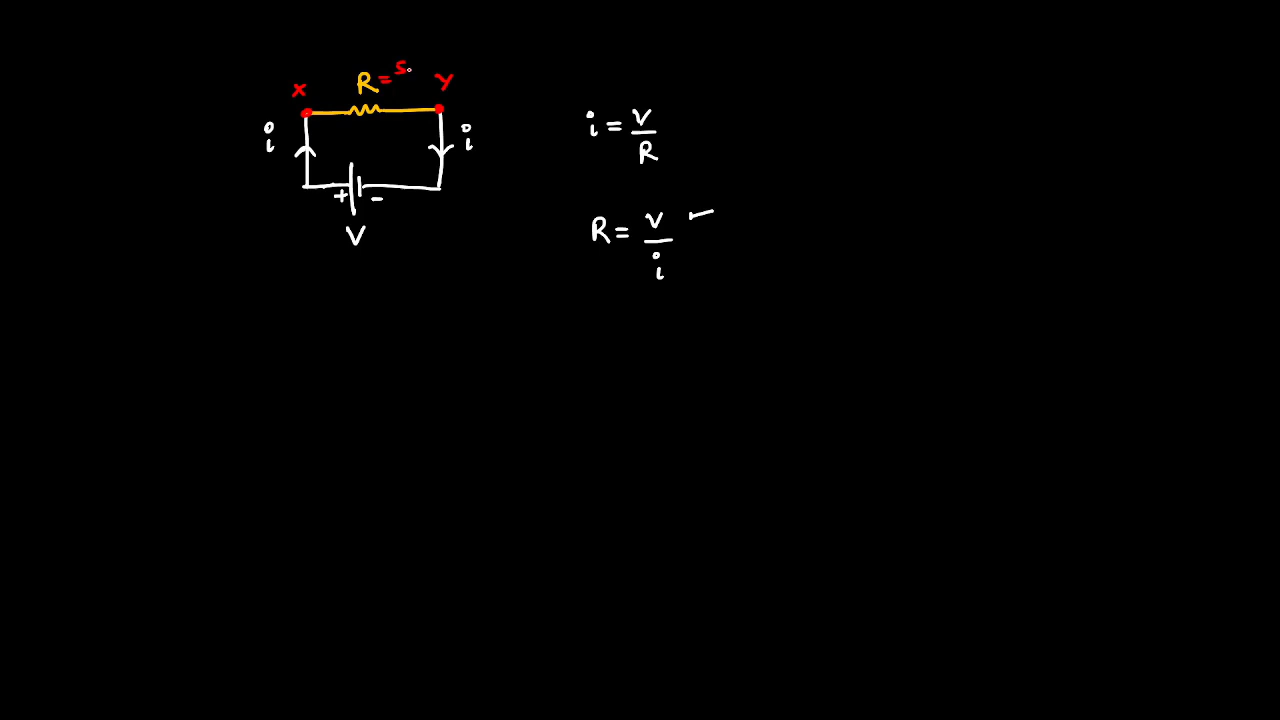 R = 5
x
y
i
i
+ -
V
i = V/R
R = V/i